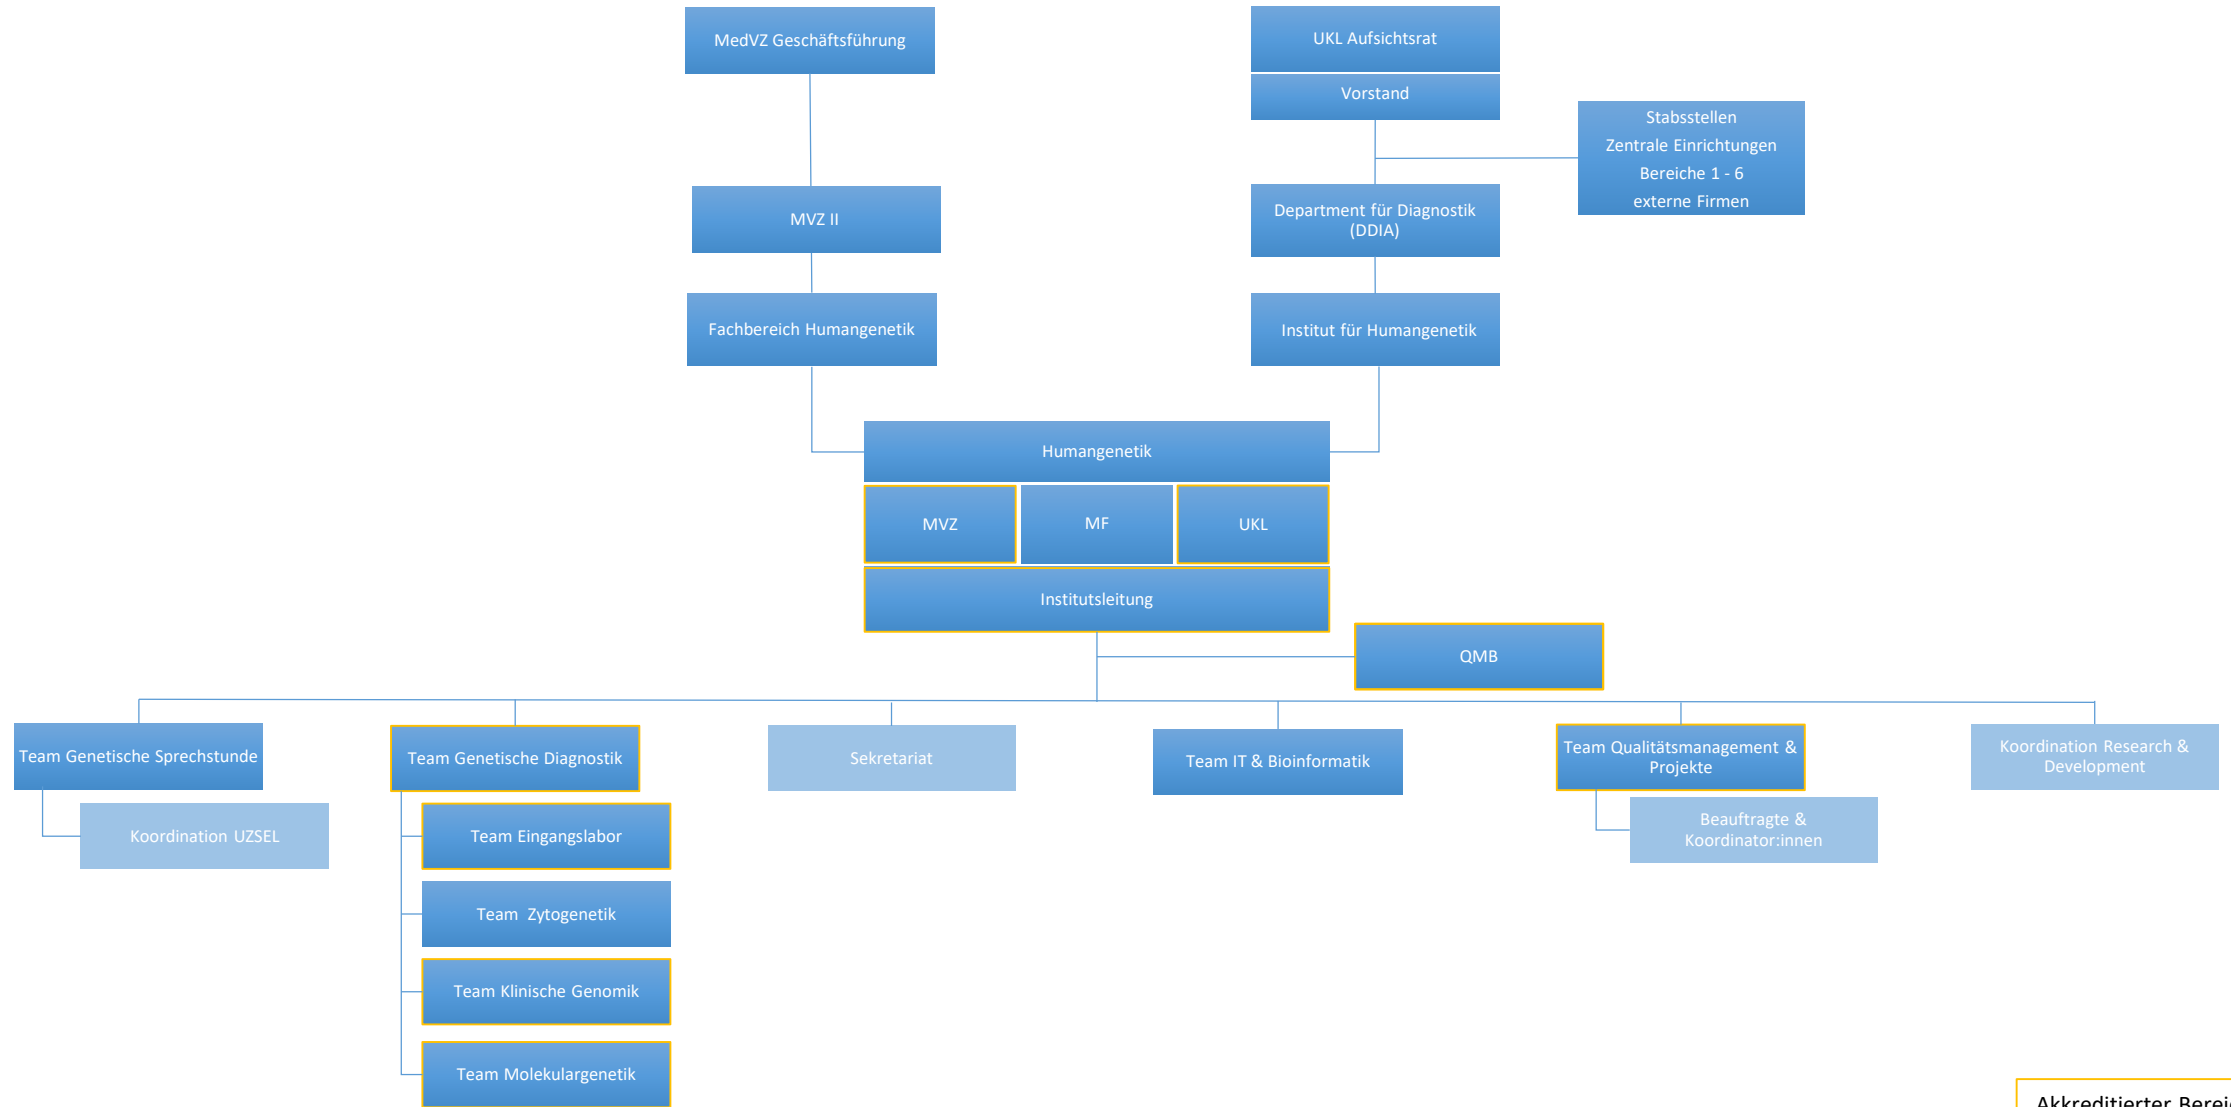 MedVZ Geschäftsführung
UKL Aufsichtsrat
Vorstand
Stabsstellen
Zentrale Einrichtungen
Bereiche 1 - 6
externe Firmen
MVZ II
Department für Diagnostik
(DDIA)
Fachbereich Humangenetik
Institut für Humangenetik
Humangenetik
MVZ
MF
UKL
Institutsleitung
QMB
Team Genetische Sprechstunde
Team Genetische Diagnostik
Sekretariat
Team IT & Bioinformatik
Team Qualitätsmanagement &
Projekte
Koordination Research &
Development
Koordination UZSEL
Team Eingangslabor
Beauftragte &
Koordinator:innen
Team Zytogenetik
Team Klinische Genomik
Team Molekulargenetik
Akkreditierter